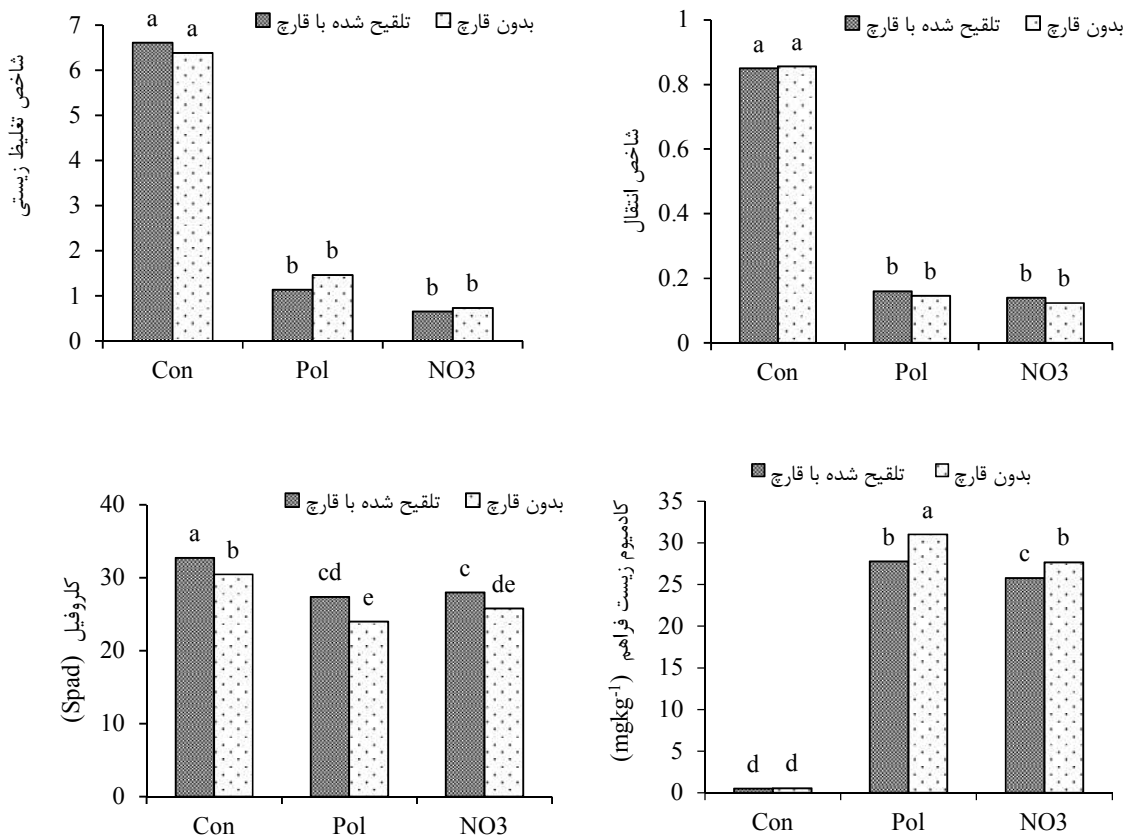 تلقیح شده با قارچ بدون قارچ
شاخص تغلیظ زیستی
7
6
5
4
3
2
1
0
a a
b b
b b
Con Pol NO3
تلقیح شده با قارچ بدون قارچ
شاخص انتقال
1
0.8
0.6
0.4
0.2
0
a a
b b
b b
Con Pol NO3
تلقیح شده با قارچ بدون قارچ
کلروفیل (Spad)
40
30
20
10
0
a b
cd e
c de
Con Pol NO3
تلقیح شده با قارچ بدون قارچ
کادمیوم زیست فراهم (mgkg-1)
35
30
25
20
15
10
5
0
d d
b a
c b
Con Pol NO3